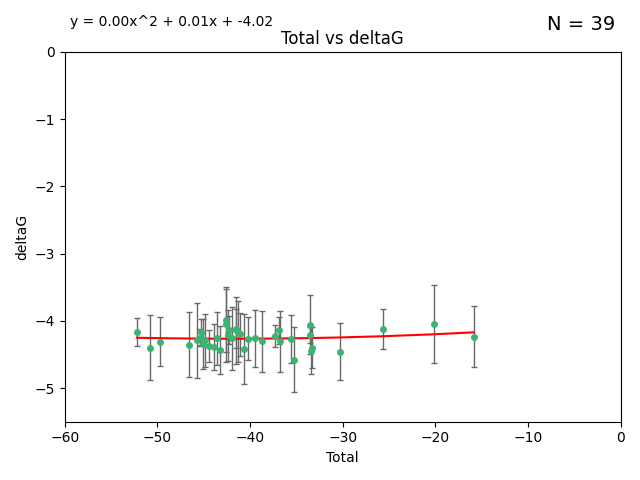 y = 0.00x^2 + 0.01x + -4.02
N = 39
Total vs deltaG
0
−1
−2
−3
−4
−5
deltaG
−60
−50
−40
−30
−20
−10
0
Total